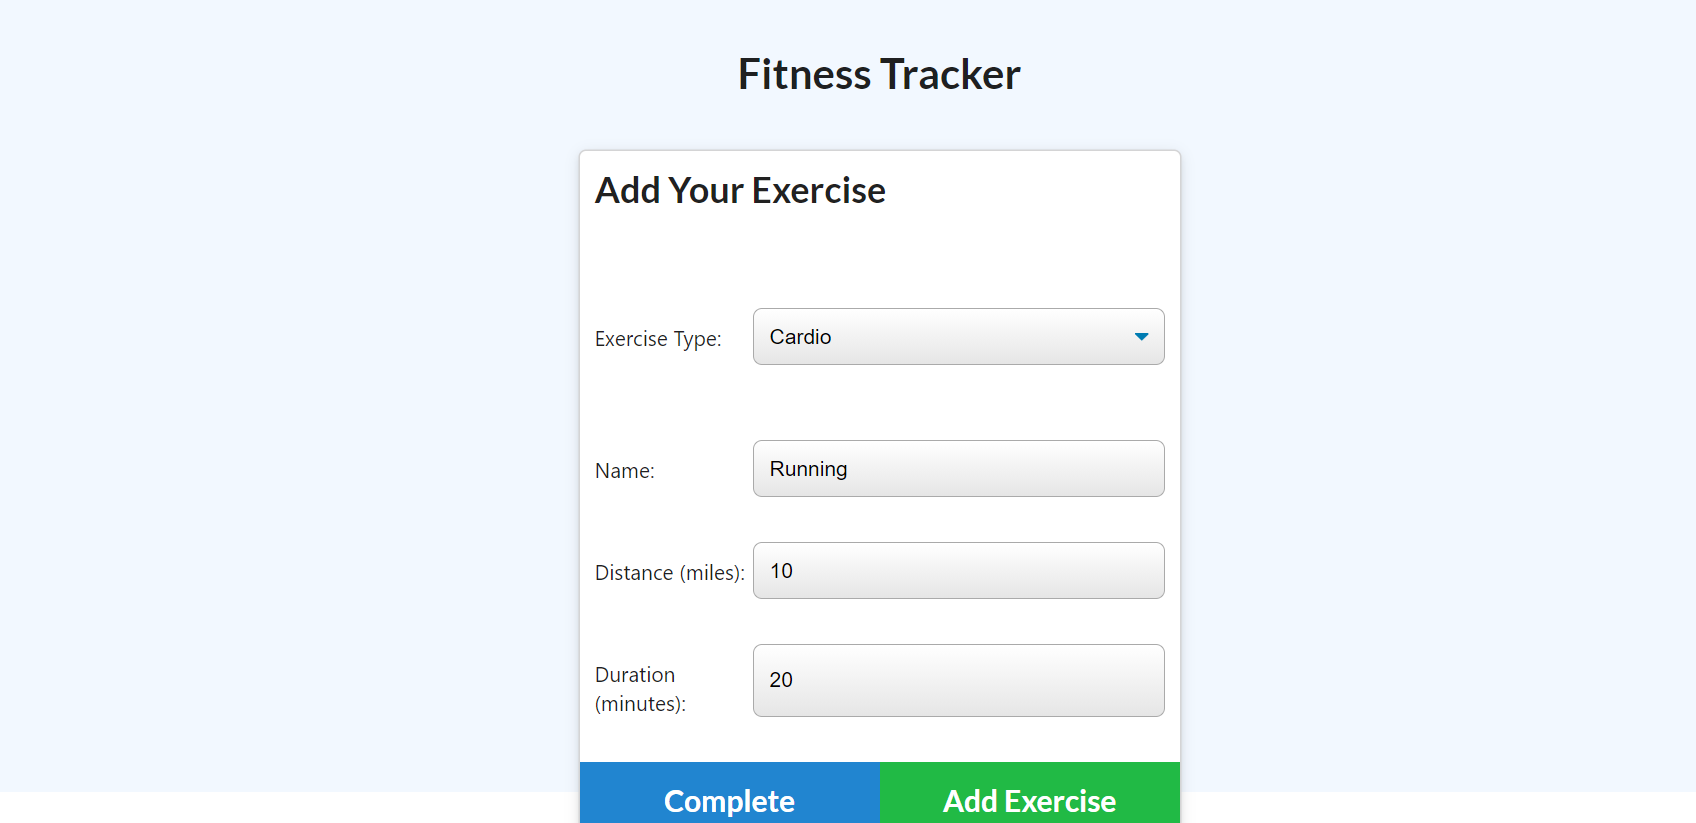 Fitness Tracker
Add Your Exercise
Exercise Type: Cardio
Name: Running
Distance (miles): 10
Duration
(minutes): 20
Complete Add Exercise